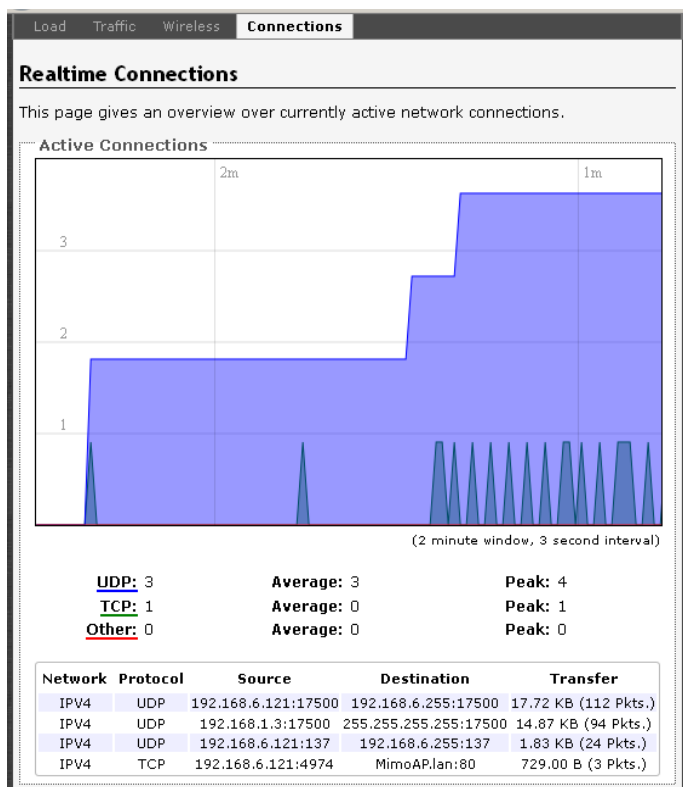 Load Traffic Wireless Connections
Realtime Connections
This page gives an overview over currently active network connections.
Active Connections
2m 1m
3
2
1
(2 minute window, 3 second interval)
UDP: 3 Average: 3 Peak: 4
TCP: 1 Average: 0 Peak: 1
Other: 0 Average: 0 Peak: 0
Network Protocol Source Destination Transfer
IPV4 UDP 192.168.6.121:17500 192.168.6.255:17500 17.72 KB (112 Pkts.)
IPV4 UDP 192.168.1.3:17500 255.255.255.255:17500 14.87 KB (94 Pkts.)
IPV4 UDP 192.168.6.121:137 192.168.6.255:137 1.83 KB (24 Pkts.)
IPV4 TCP 192.168.6.121:4974 MimoAP.lan:80 729.00 B (3 Pkts.)